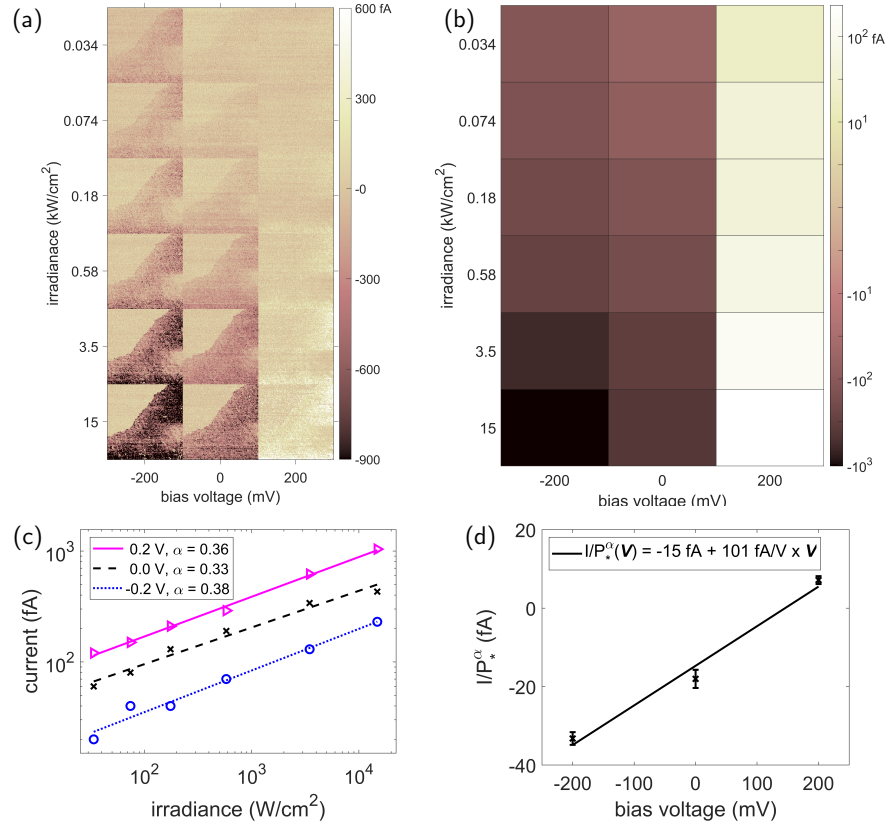 (a)
600 fA
300
-0
-300
-600
-900
0.034
0.074
0.18
0.58
3.5
15
irradianace (kW/cm²)
-200
0
200
bias voltage (mV)
(b)
10² fA
10¹
-10¹
-10²
-10³
0.034
0.074
0.18
0.58
3.5
15
irradiance (kW/cm²)
-200
0
200
bias voltage (mV)
(c)
0.2 V, α = 0.36
0.0 V, α = 0.33
-0.2 V, α = 0.38
10³
10²
current (fA)
10²
10³
10⁴
irradiance (W/cm²)
(d)
I/P*^α(V) = -15 fA + 101 fA/V x V
20
0
-20
-40
I/P*^α (fA)
-200
-100
0
100
200
bias voltage (mV)